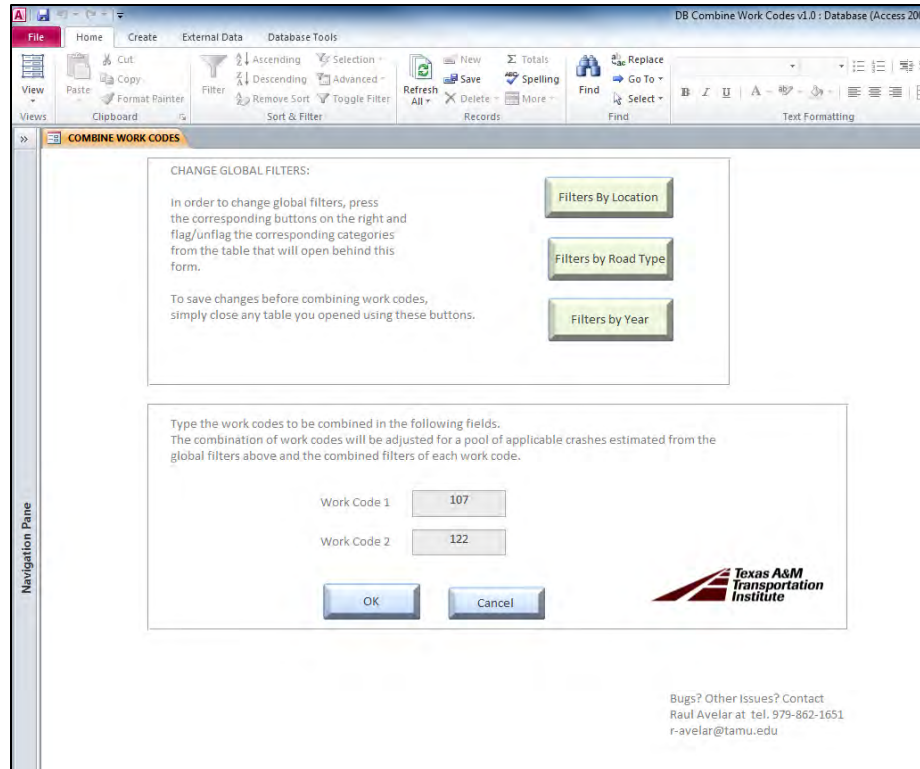 A
DB Combine Work Codes v1.0 : Database (Access 200
File Home Create External Data Database Tools
View
Views
Paste
Cut
Copy
Format Painter
Clipboard
Filter
Ascending
Descending
Remove Sort
Selection
Advanced
Toggle Filter
Sort & Filter
Refresh
All
New
Save
Delete
Σ Totals
Spelling
More
Records
Find
Replace
Go To
Select
Find
B I U A ab
Text Formatting
»
COMBINE WORK CODES
Navigation Pane
CHANGE GLOBAL FILTERS:
In order to change global filters, press
the corresponding buttons on the right and
flag/unflag the corresponding categories
from the table that will open behind this
form.
To save changes before combining work codes,
simply close any table you opened using these buttons.
Filters By Location
Filters by Road Type
Filters by Year
Type the work codes to be combined in the following fields.
The combination of work codes will be adjusted for a pool of applicable crashes estimated from the
global filters above and the combined filters of each work code.
Work Code 1 107
Work Code 2 122
OK Cancel
Texas A&M
Transportation
Institute
Bugs? Other Issues? Contact
Raul Avelar at tel. 979-862-1651
r-avelar@tamu.edu